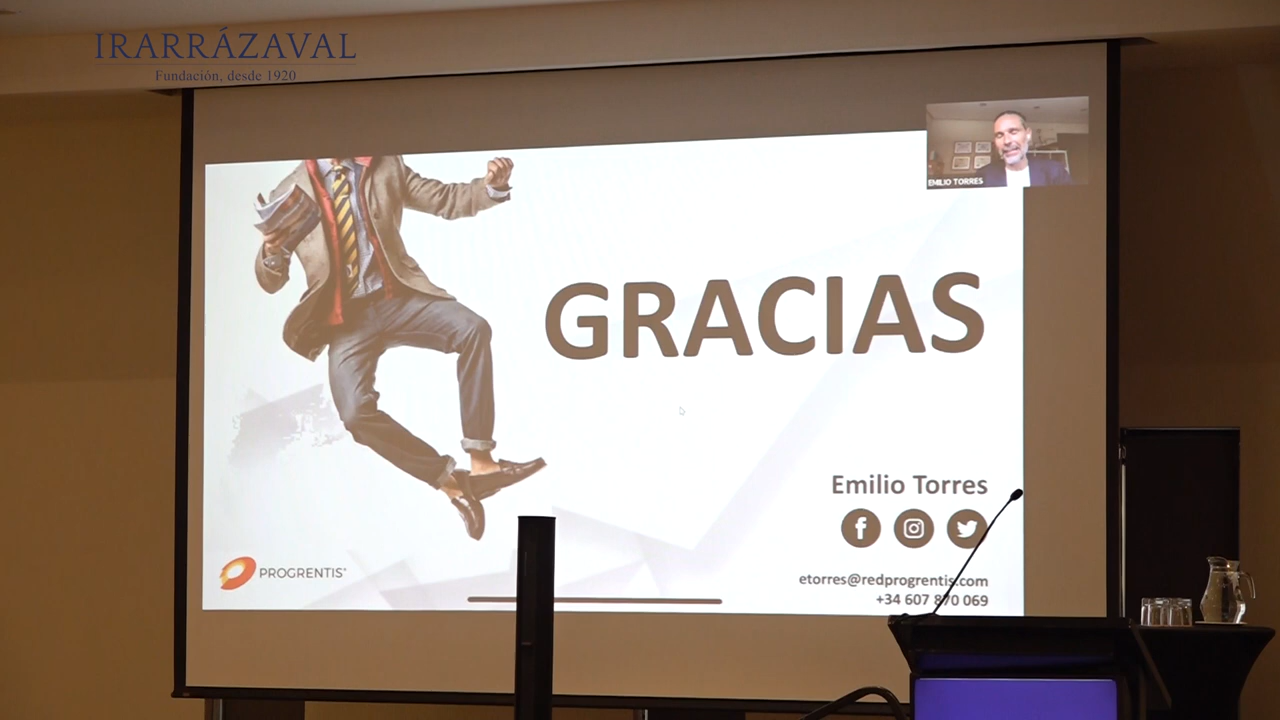 IRARRÁZAVAL
Fundación, desde 1920
EMILIO TORRES
GRACIAS
Emilio Torres
PROGRENTIS
etorres@redprogrentis.com
+34 607 870 069